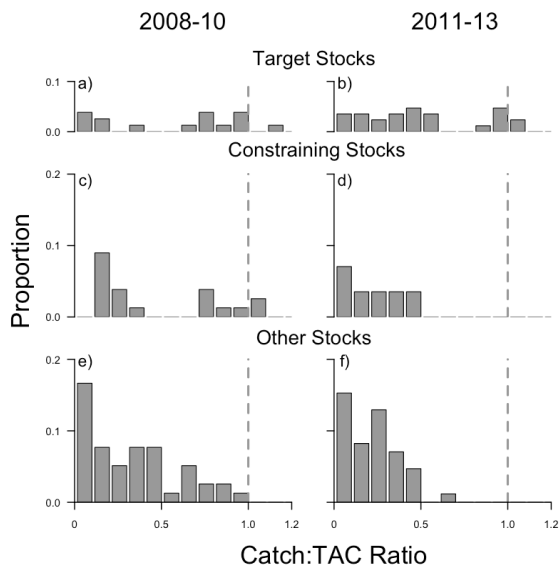 2008-10 2011-13
Target Stocks
a) b)
0.1
0.0
Constraining Stocks
c) d)
0.2
0.1
0.0
Other Stocks
e) f)
0.2
0.1
0.0
0 0.5 1.0 1.2 0 0.5 1.0 1.2
Proportion
Catch:TAC Ratio